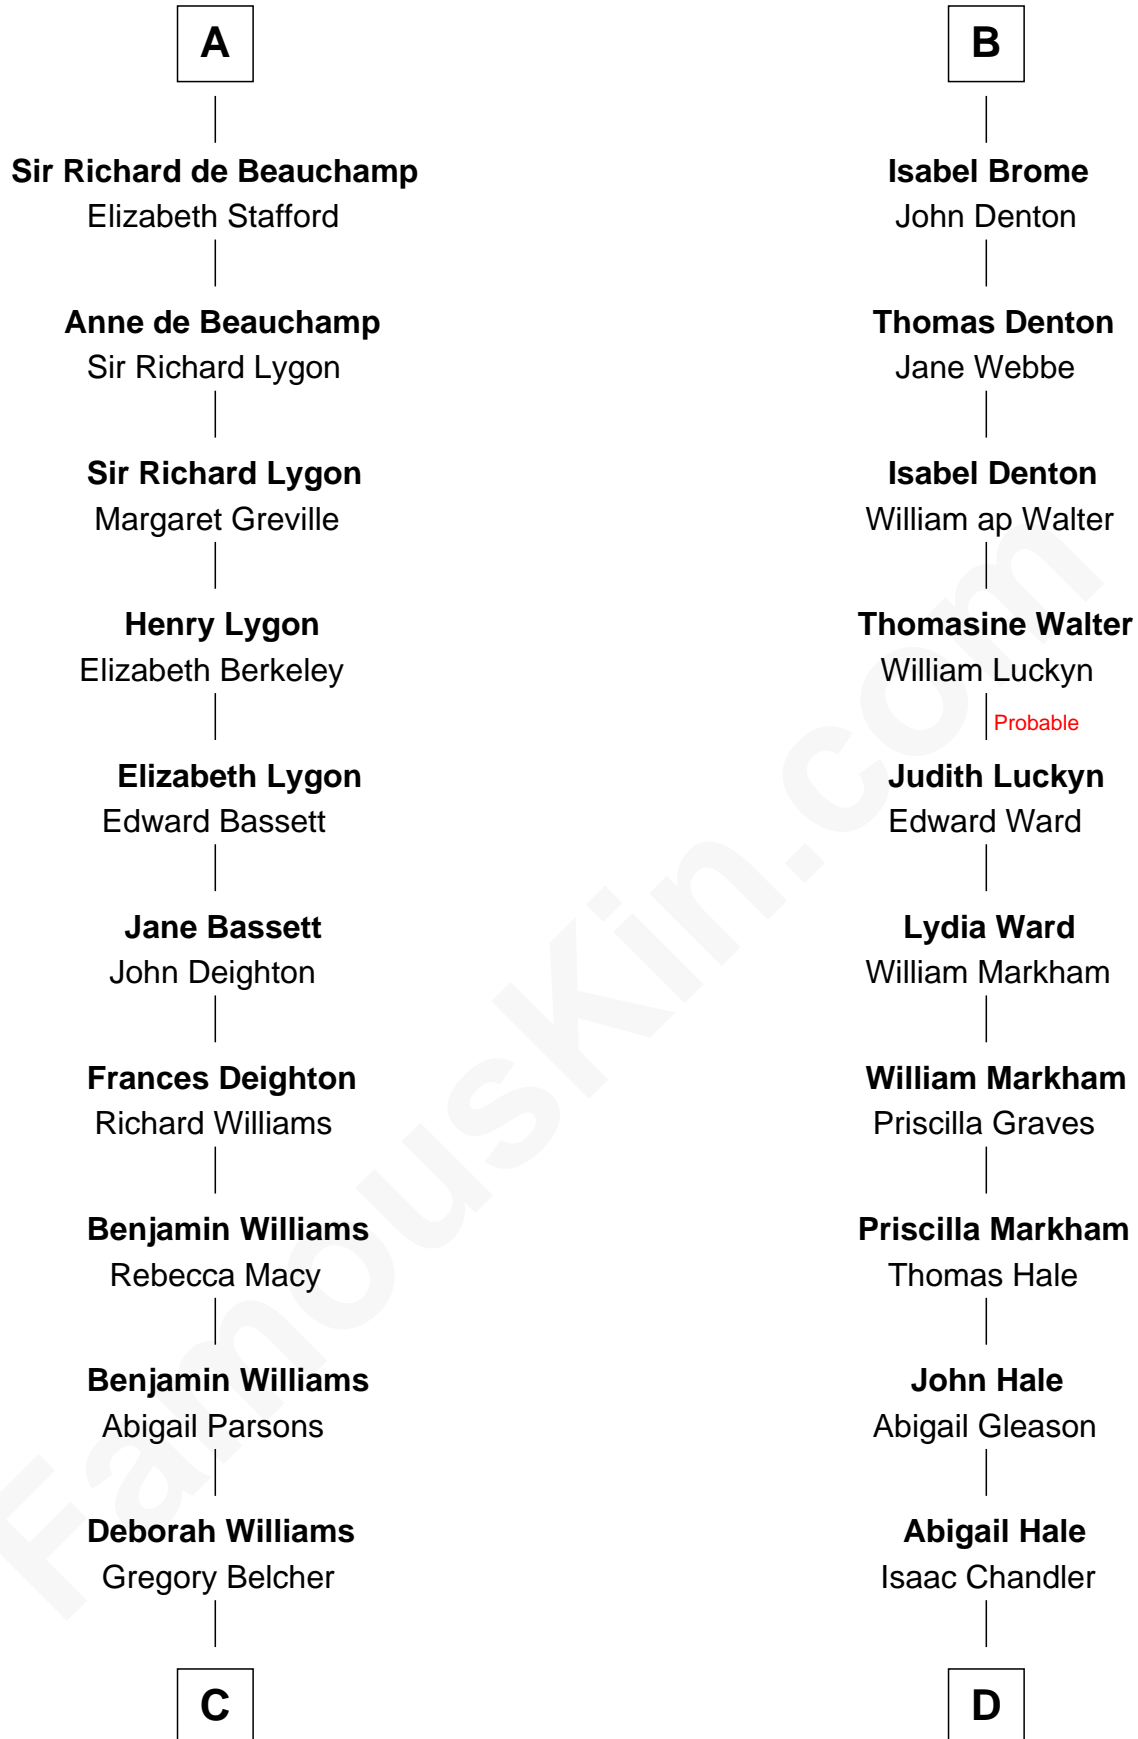 A
Sir Richard de Beauchamp
Elizabeth Stafford
Anne de Beauchamp
Sir Richard Lygon
Sir Richard Lygon
Margaret Greville
Henry Lygon
Elizabeth Berkeley
Elizabeth Lygon
Edward Bassett
Jane Bassett
John Deighton
Frances Deighton
Richard Williams
Benjamin Williams
Rebecca Macy
Benjamin Williams
Abigail Parsons
Deborah Williams
Gregory Belcher
C
B
Isabel Brome
John Denton
Thomas Denton
Jane Webbe
Isabel Denton
William ap Walter
Thomasine Walter
William Luckyn
Probable
Judith Luckyn
Edward Ward
Lydia Ward
William Markham
William Markham
Priscilla Graves
Priscilla Markham
Thomas Hale
John Hale
Abigail Gleason
Abigail Hale
Isaac Chandler
D
FamousKin.com